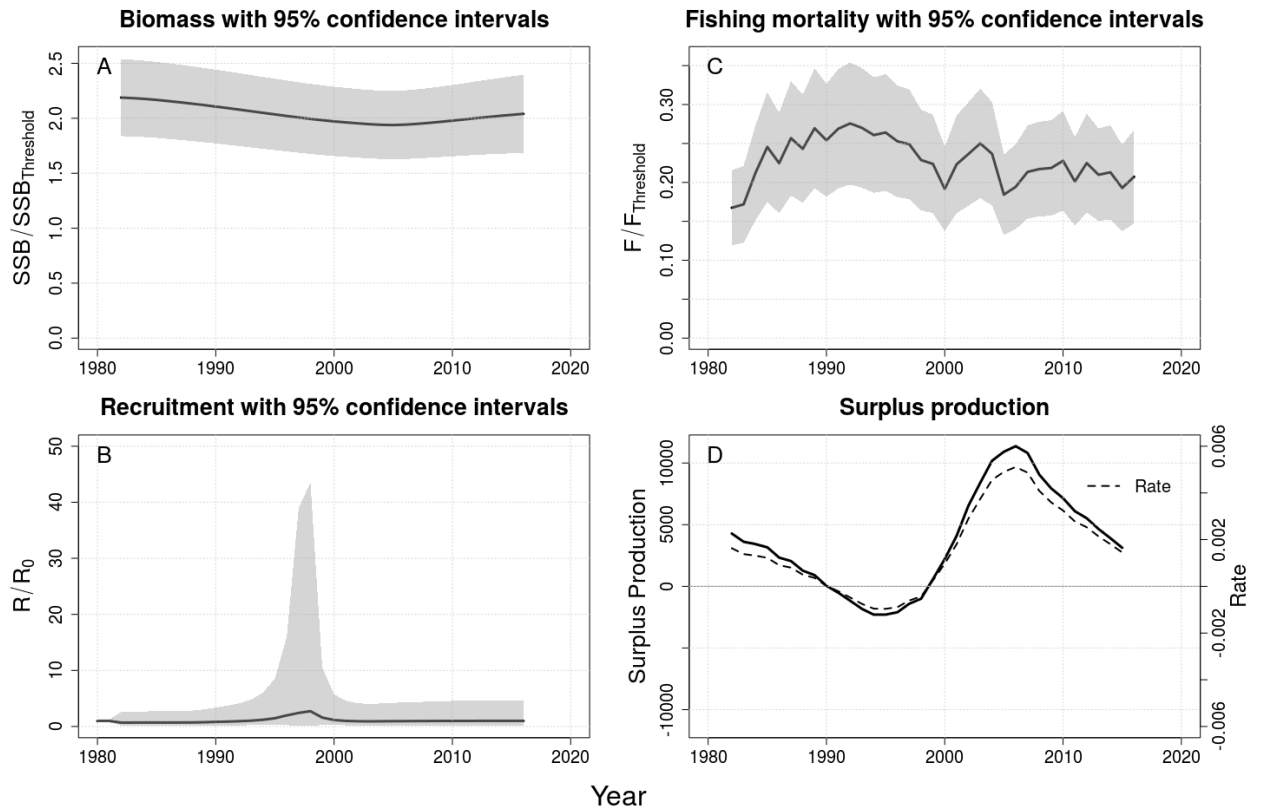 Biomass with 95% confidence intervals
A
SSB/SSBThreshold
0.0 0.5 1.0 1.5 2.0 2.5
1980 1990 2000 2010 2020
Fishing mortality with 95% confidence intervals
C
F/FThreshold
0.00 0.10 0.20 0.30
1980 1990 2000 2010 2020
Recruitment with 95% confidence intervals
B
R/R0
0 10 20 30 40 50
1980 1990 2000 2010 2020
Surplus production
D
Rate
Surplus Production
-10000 0 5000 10000
Rate
-0.006 -0.002 0.002 0.006
1980 1990 2000 2010 2020
Year